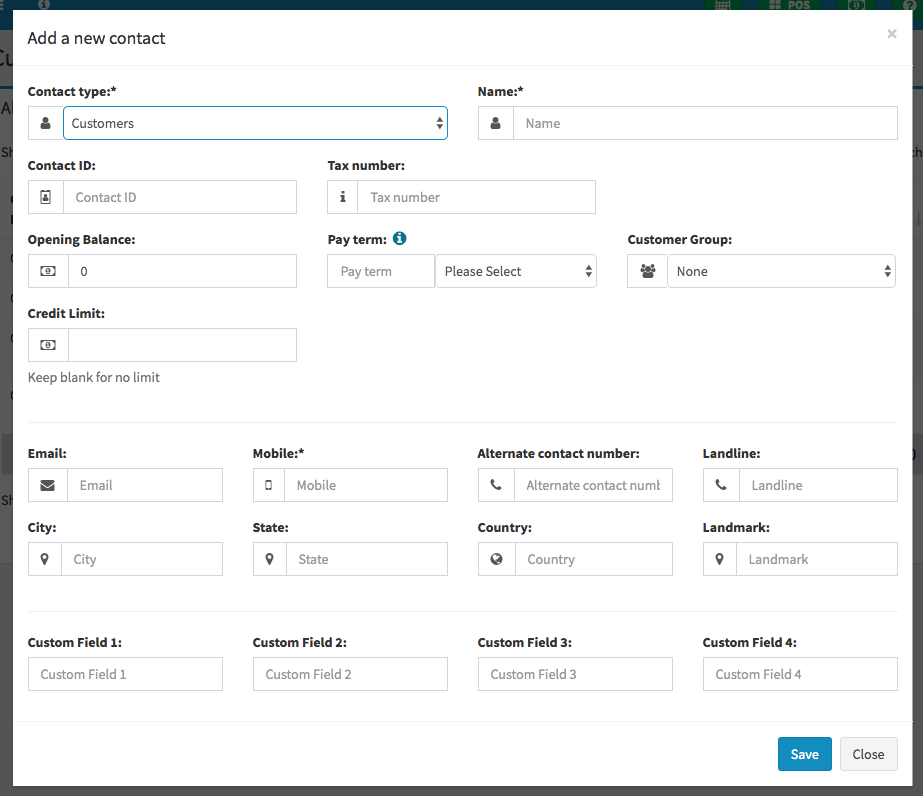 POS
Add a new contact
×
Contact type:*
Name:*
Customers
Name
Contact ID:
Tax number:
Contact ID
Tax number
Opening Balance:
Pay term:
Customer Group:
0
Pay term
Please Select
None
Credit Limit:
Keep blank for no limit
Email:
Mobile:*
Alternate contact number:
Landline:
Email
Mobile
Alternate contact numb
Landline
City:
State:
Country:
Landmark:
City
State
Country
Landmark
Custom Field 1:
Custom Field 2:
Custom Field 3:
Custom Field 4:
Custom Field 1
Custom Field 2
Custom Field 3
Custom Field 4
Save
Close